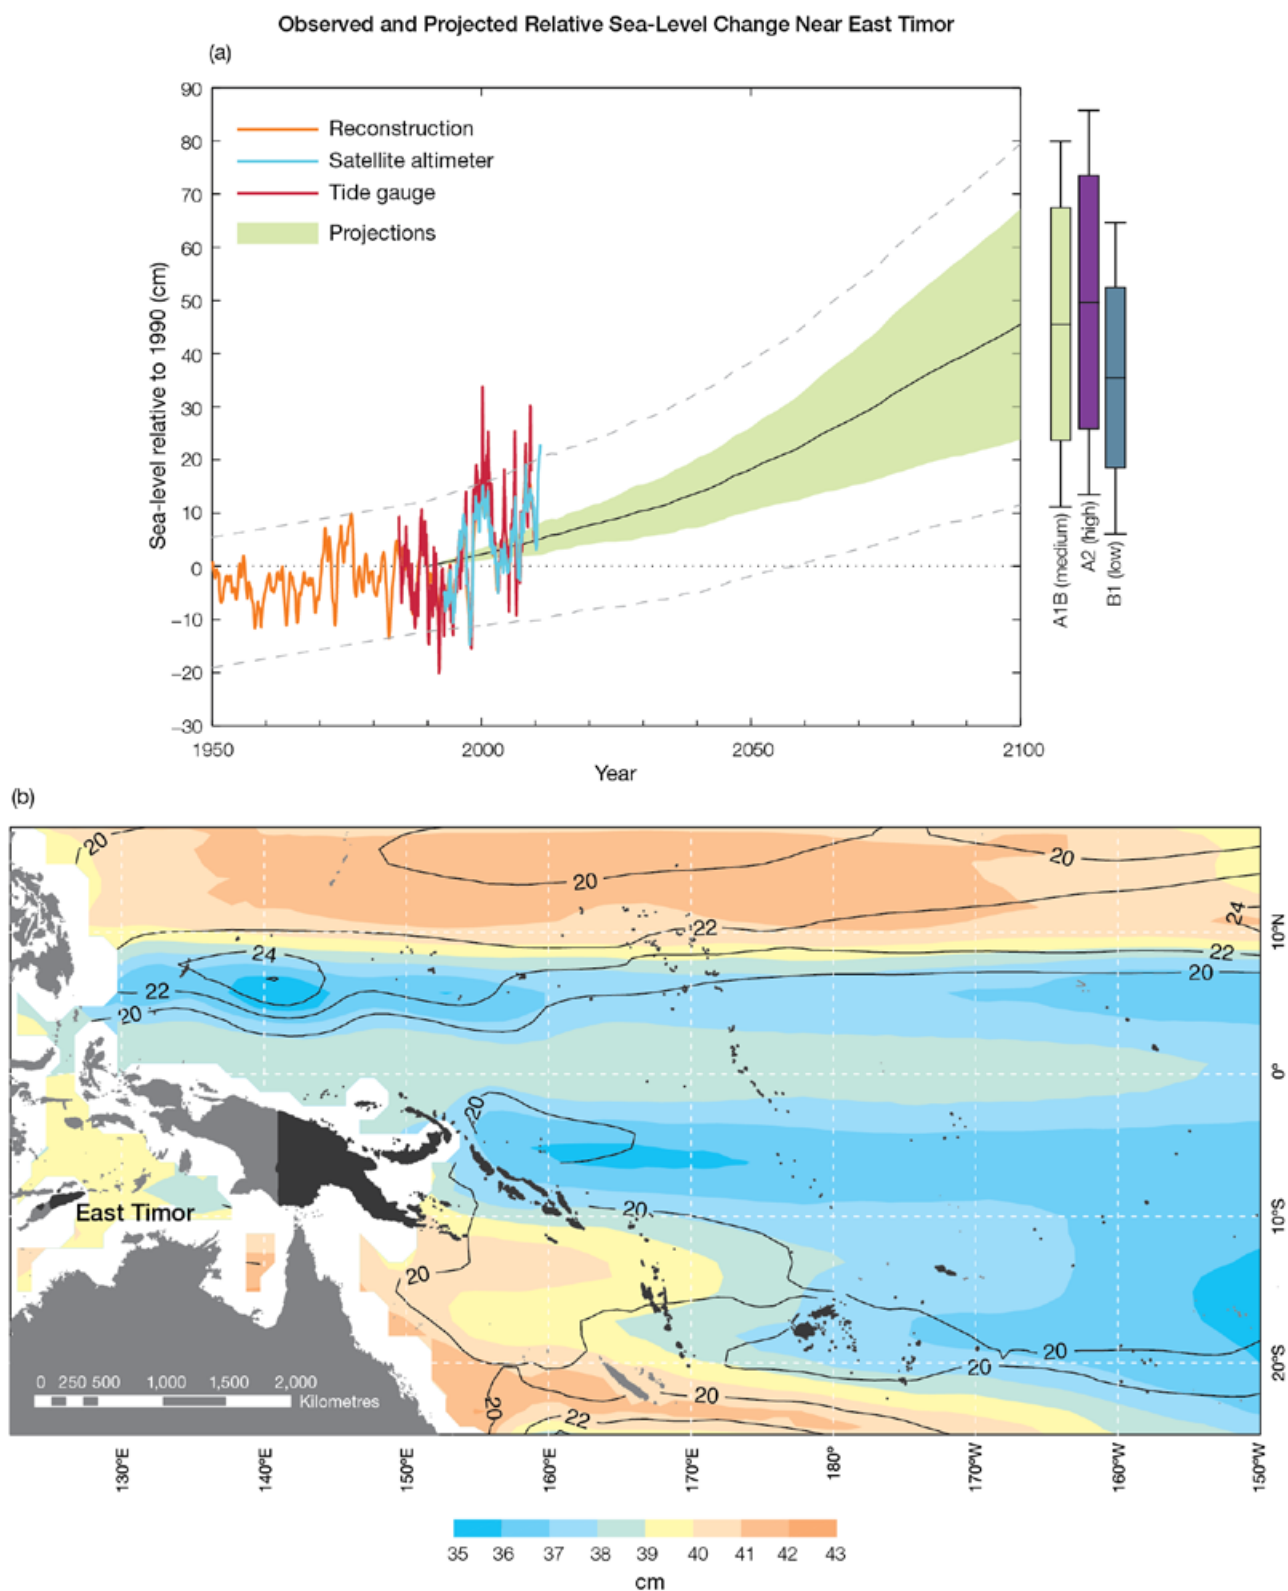 Observed and Projected Relative Sea-Level Change Near East Timor
(a)
90
80
70
60
50
40
30
20
10
0
−10
−20
−30
Sea-level relative to 1990 (cm)
Reconstruction
Satellite altimeter
Tide gauge
Projections
1950
2000
2050
2100
Year
A1B (medium)
A2 (high)
B1 (low)
(b)
20
20
20
24
22
10°N
24
22
22
20
20
0°
20
East Timor
20
10°S
20
20
20
20°S
20
20
22
0 250 500 1,000 1,500 2,000
Kilometres
130°E
140°E
150°E
160°E
170°E
180°
170°W
160°W
150°W
35 36 37 38 39 40 41 42 43
cm